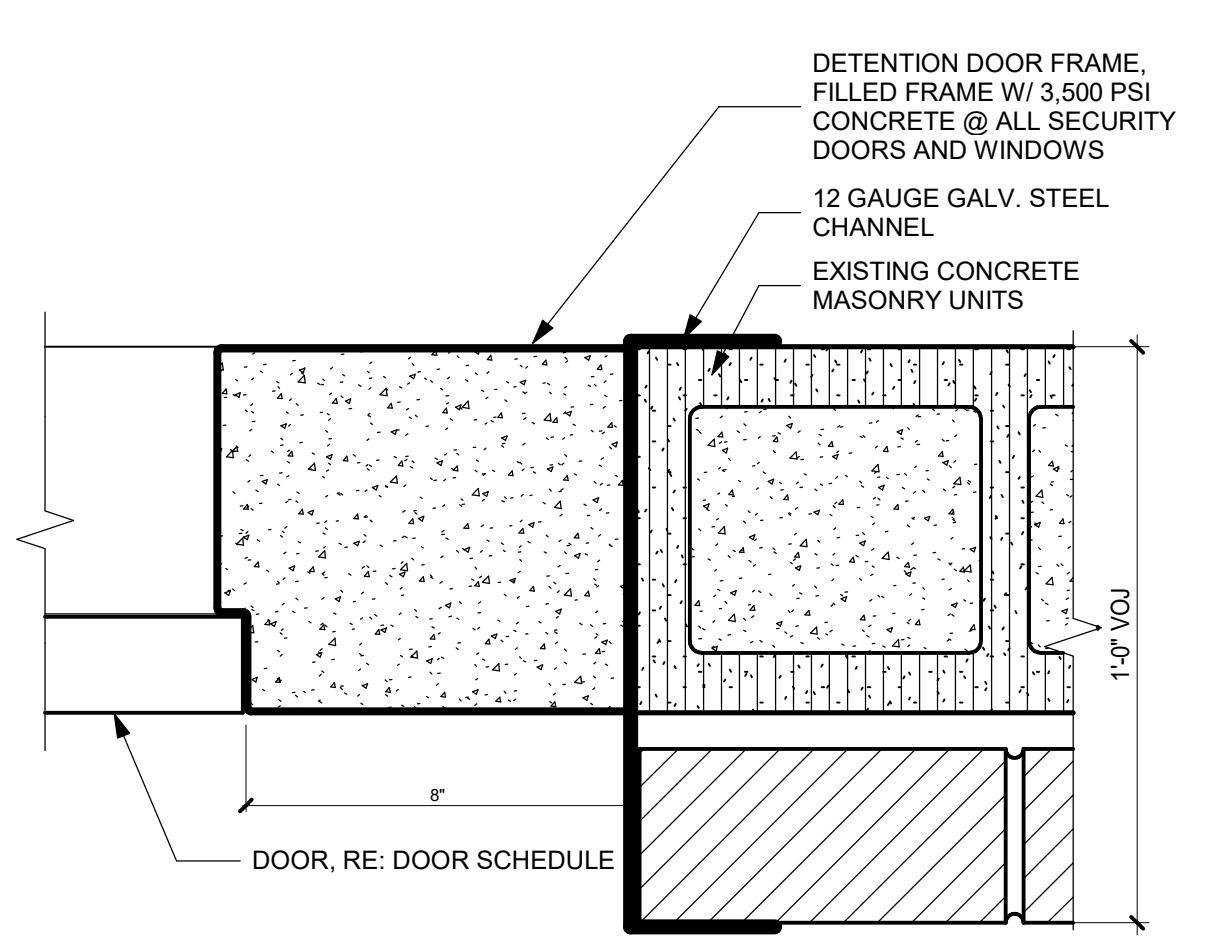 DETENTION DOOR FRAME,
FILLED FRAME W/ 3,500 PSI
CONCRETE @ ALL SECURITY
DOORS AND WINDOWS
12 GAUGE GALV. STEEL
CHANNEL
EXISTING CONCRETE
MASONRY UNITS
1'-0" VOJ
8"
DOOR, RE: DOOR SCHEDULE